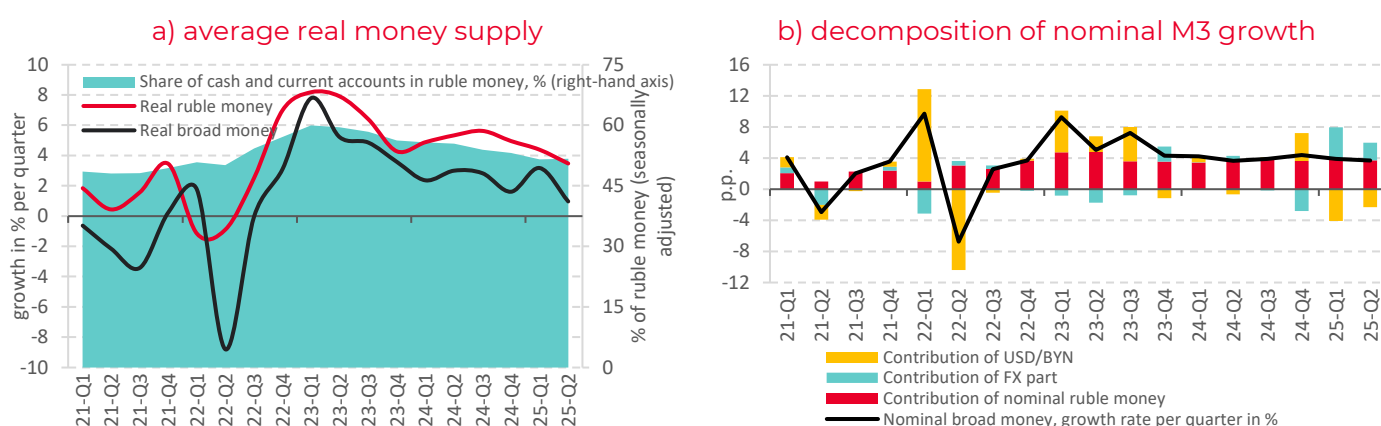 a) average real money supply
growth in % per quarter
10
8
6
4
2
0
-2
-4
-6
-8
-10
Share of cash and current accounts in ruble money, % (right-hand axis)
Real ruble money
Real broad money
75
60
45
30
15
0
% of ruble money (seasonally
adjusted)
21-Q1
21-Q2
21-Q3
21-Q4
22-Q1
22-Q2
22-Q3
22-Q4
23-Q1
23-Q2
23-Q3
23-Q4
24-Q1
24-Q2
24-Q3
24-Q4
25-Q1
25-Q2
b) decomposition of nominal M3 growth
p.p.
16
12
8
4
0
-4
-8
-12
21-Q1
21-Q2
21-Q3
21-Q4
22-Q1
22-Q2
22-Q3
22-Q4
23-Q1
23-Q2
23-Q3
23-Q4
24-Q1
24-Q2
24-Q3
24-Q4
25-Q1
25-Q2
Contribution of USD/BYN
Contribution of FX part
Contribution of nominal ruble money
Nominal broad money, growth rate per quarter in %